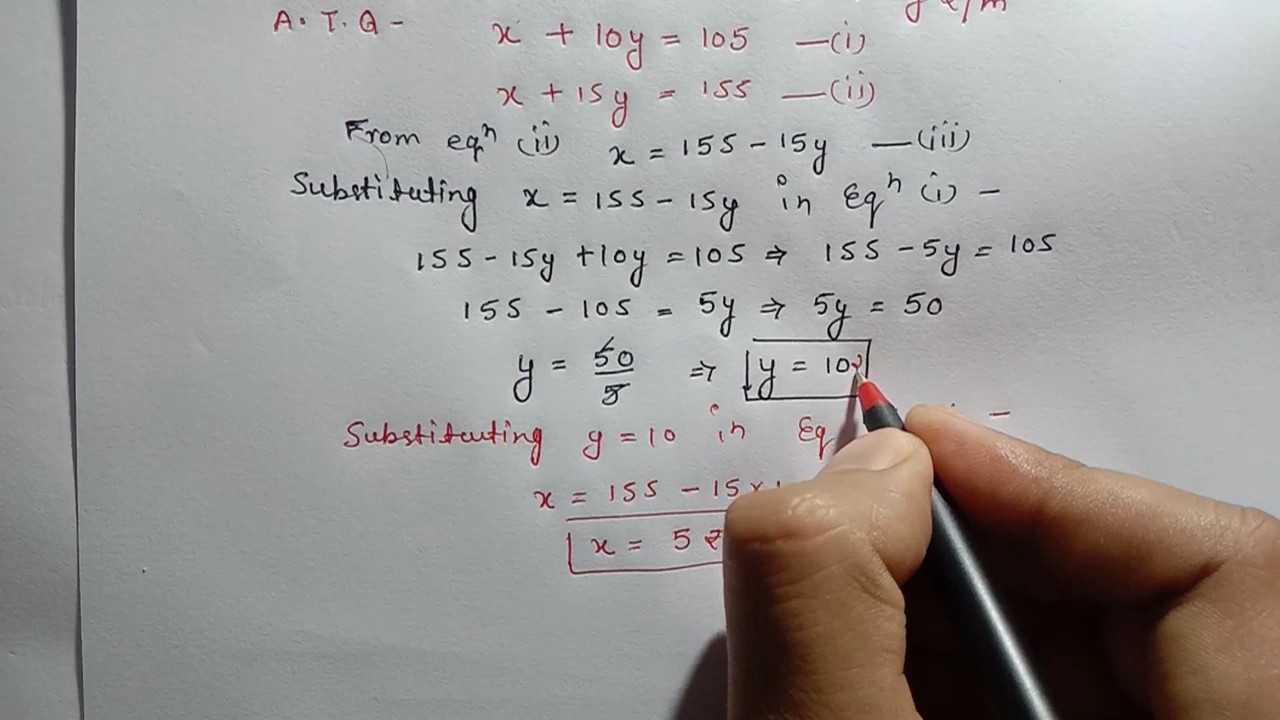 A.T.Q -
x + 10y = 105 —(i)
x + 15y = 155 —(ii)
From eqⁿ (ii) x = 155 - 15y —(iii)
Substituting x = 155 - 15y in Eqⁿ (i) -
155 - 15y + 10y = 105 ⇒ 155 - 5y = 105
155 - 105 = 5y ⇒ 5y = 50
y = 50/5 ⇒ y = 10
Substituting y = 10 in Eq -
x = 155 - 15 ×
x = 5 ₹